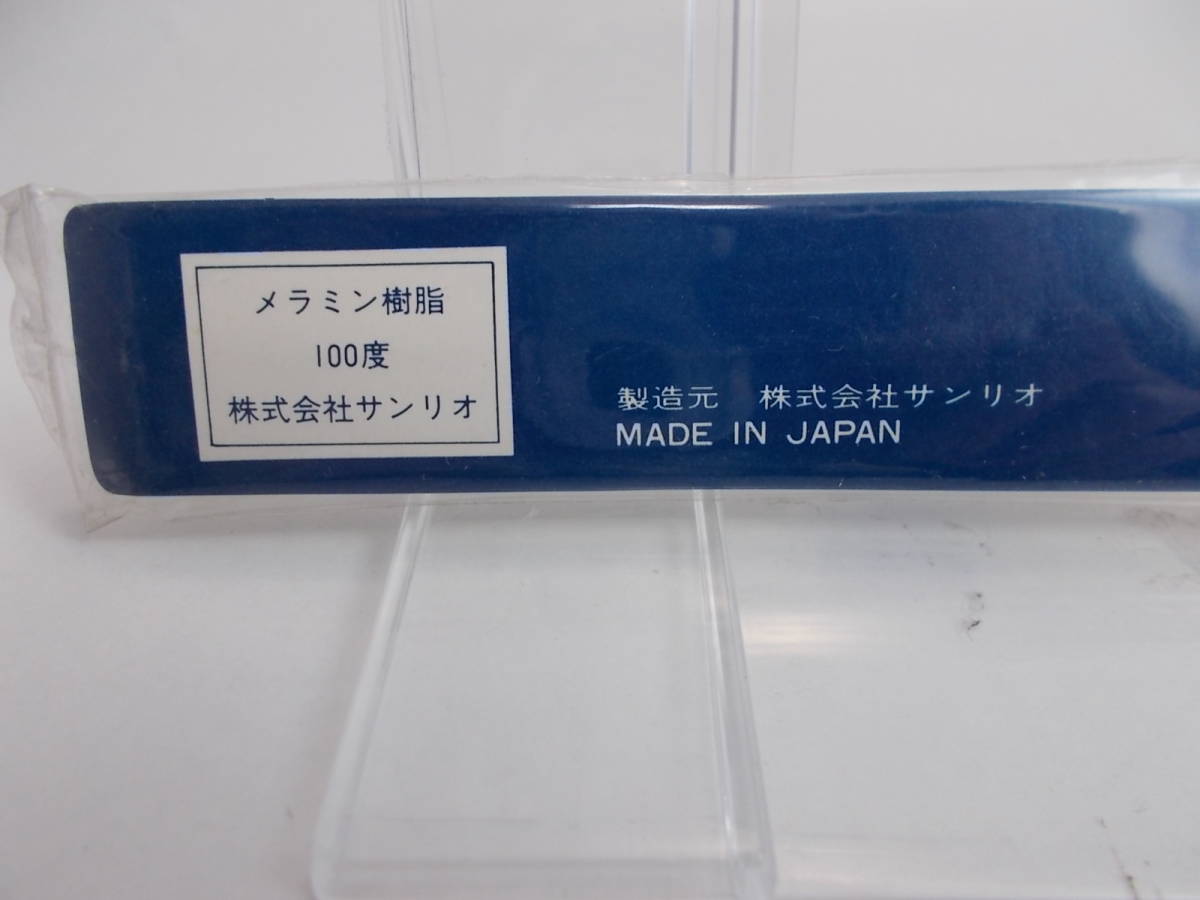 メラミン樹脂
100度
株式会社サンリオ
製造元　株式会社サンリオ
MADE IN JAPAN